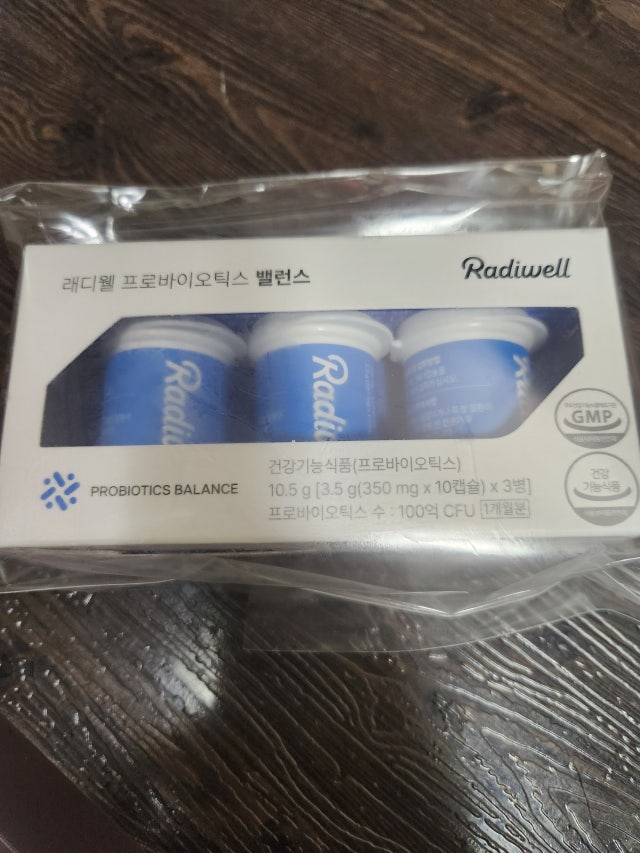 래디웰 프로바이오틱스 밸런스
Radiwell
Radiw
Radiw
Ra
GMP
PROBIOTICS BALANCE
건강기능식품(프로바이오틱스)
10.5 g [3.5 g(350 mg x 10캡슐) x 3병]
프로바이오틱스 수 : 100억 CFU 1개월분
건강
기능식품